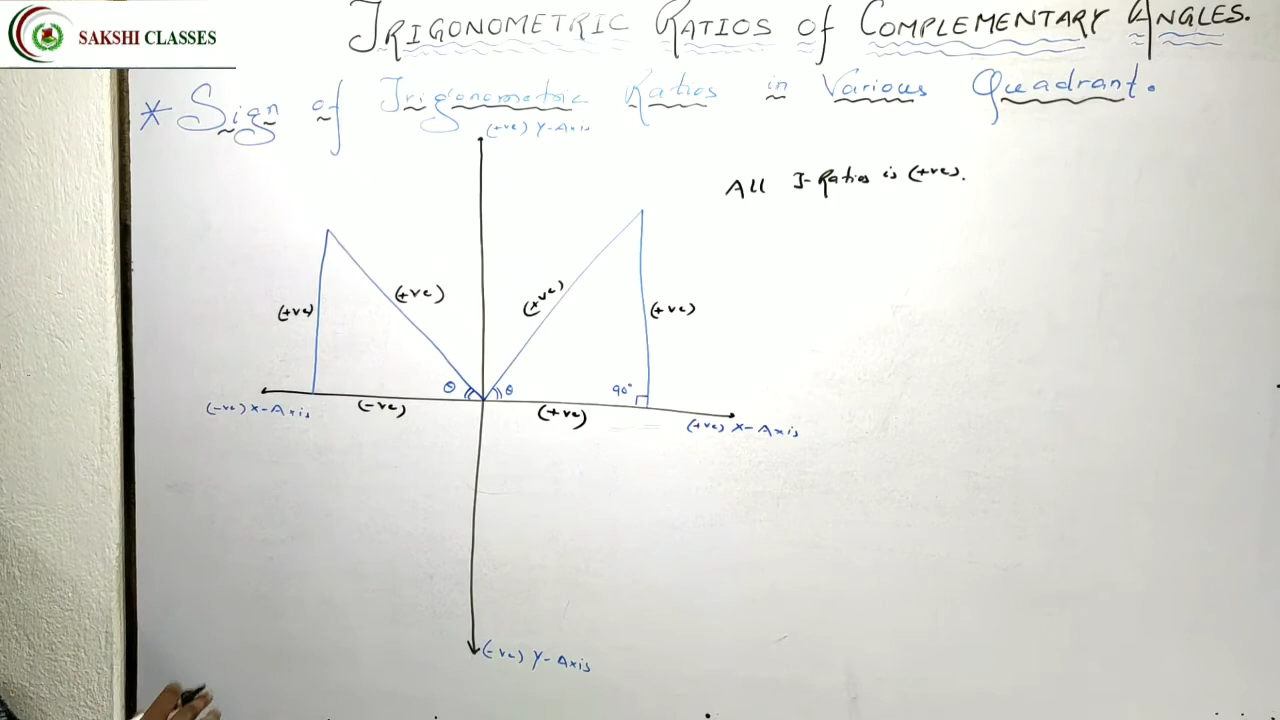 SAKSHI CLASSES
TRIGONOMETRIC RATIOS Of COMPLEMENTARY ANGLES.
* Sign of Trigonometric Ratios in Various Quadrant.
(+ve) Y-Axis
All T-Ratios is (+ve).
(+ve) (+ve) (+ve) (+ve)
θ θ 90°
(-ve) X-Axis (-ve) (+ve) (+ve) X-Axis
(-ve) Y-Axis